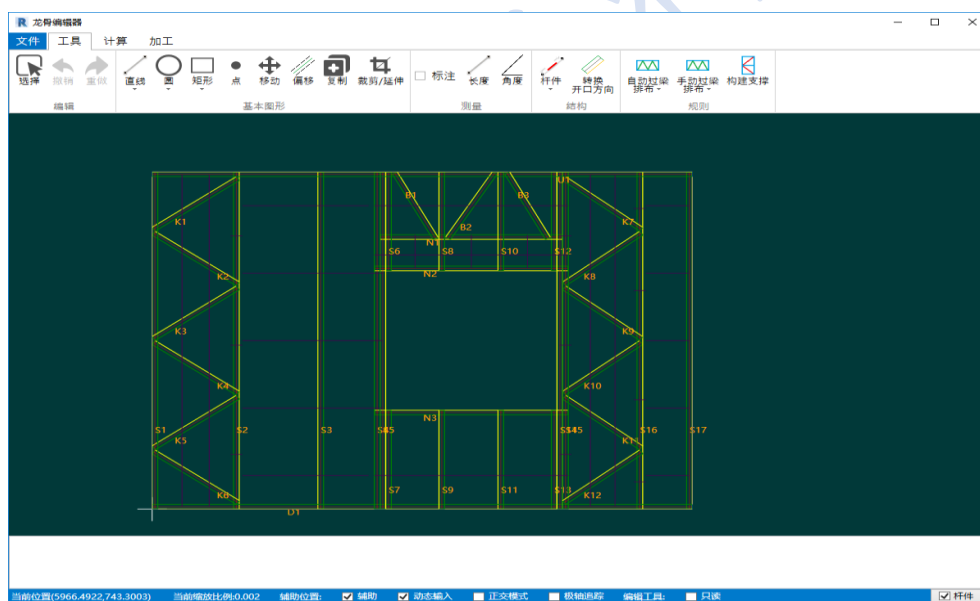 龙骨编辑器
文件 工具 计算 加工
选择 撤销 重做 直线 圆 矩形 点 移动 偏移 复制 裁剪/延伸 标注 长度 角度 杆件 转换开口方向 自动过梁排布 手动过梁排布 构建支撑
编辑 基本图形 测量 结构 规则
U1
B1 B3
K1 B2 K7
N1
S6 S8 S10 S12
K2 N2 K8
K3 K9
K4 K10
N3
S1 S2 S3 S16 S17
K5 K11
K6 S7 S9 S11 S13 K12
D1
当前位置(5966.4922,743.3003) 当前缩放比例:0.002 辅助位置: 辅助 动态输入 正交模式 极轴追踪 编辑工具: 只读 杆件